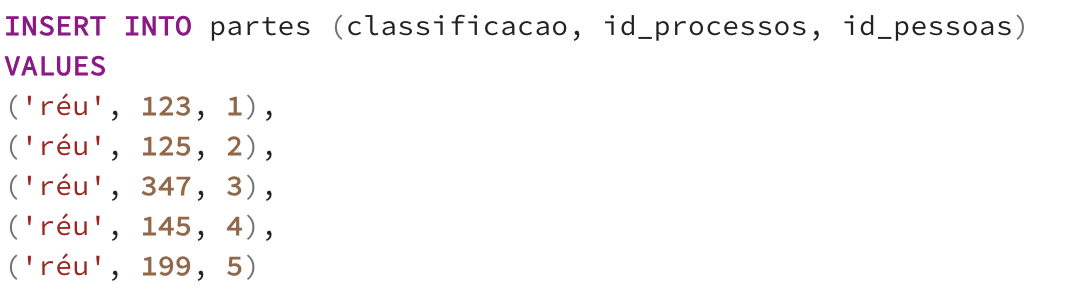 INSERT INTO partes (classificacao, id_processos, id_pessoas)
VALUES
('réu', 123, 1),
('réu', 125, 2),
('réu', 347, 3),
('réu', 145, 4),
('réu', 199, 5)